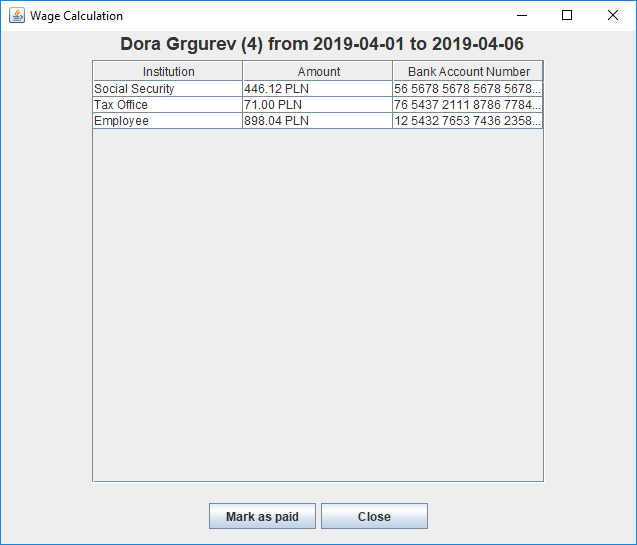 Wage Calculation
Dora Grgurev (4) from 2019-04-01 to 2019-04-06
Institution Amount Bank Account Number
Social Security 446.12 PLN 56 5678 5678 5678 5678...
Tax Office 71.00 PLN 76 5437 2111 8786 7784...
Employee 898.04 PLN 12 5432 7653 7436 2358...
Mark as paid Close